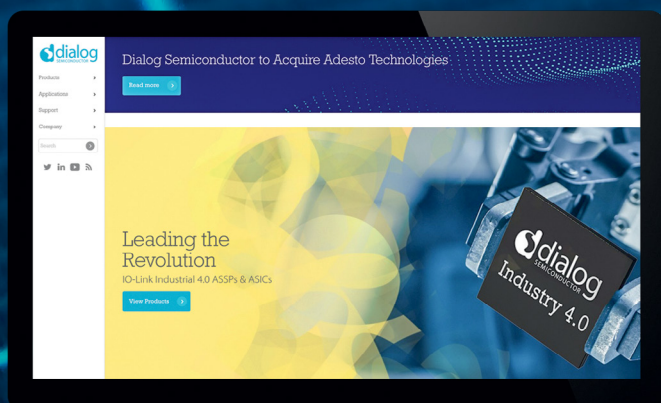 dialog
SEMICONDUCTOR
Products
Applications
Support
Company
Search
Dialog Semiconductor to Acquire Adesto Technologies
Read more
Leading the
Revolution
IO-Link Industrial 4.0 ASSPs & ASICs
View Products
dialog
SEMICONDUCTOR
Industry 4.0